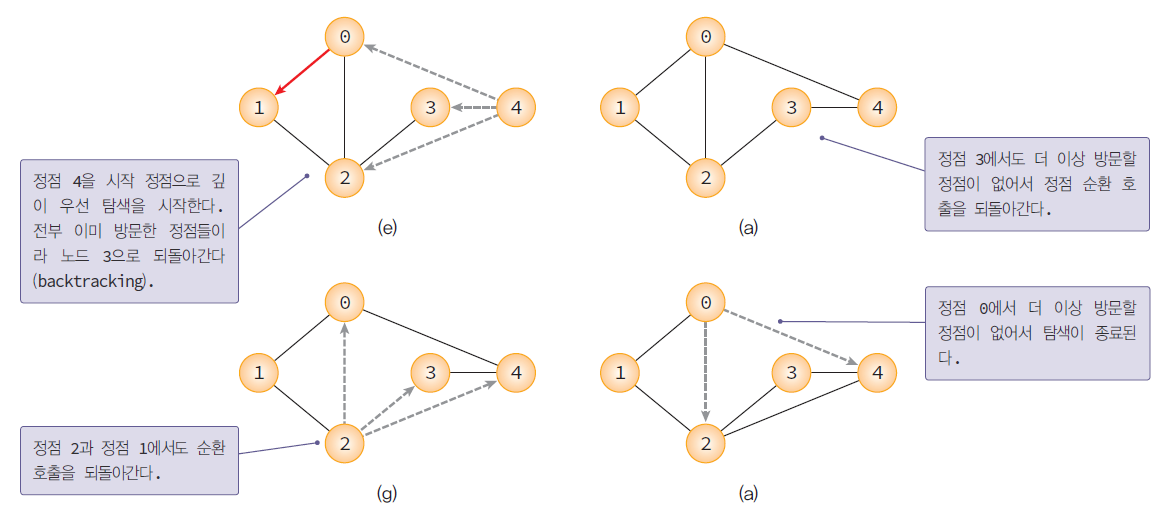 0
1
3
4
2
정점 4을 시작 정점으로 깊
이 우선 탐색을 시작한다.
전부 이미 방문한 정점들이
라 노드 3으로 되돌아간다
(backtracking).
(e)
0
1
3
4
2
정점 3에서도 더 이상 방문할
정점이 없어서 정점 순환 호
출을 되돌아간다.
(a)
0
1
3
4
2
정점 2과 정점 1에서도 순환
호출을 되돌아간다.
(g)
0
1
3
4
2
정점 0에서 더 이상 방문할
정점이 없어서 탐색이 종료된
다.
(a)